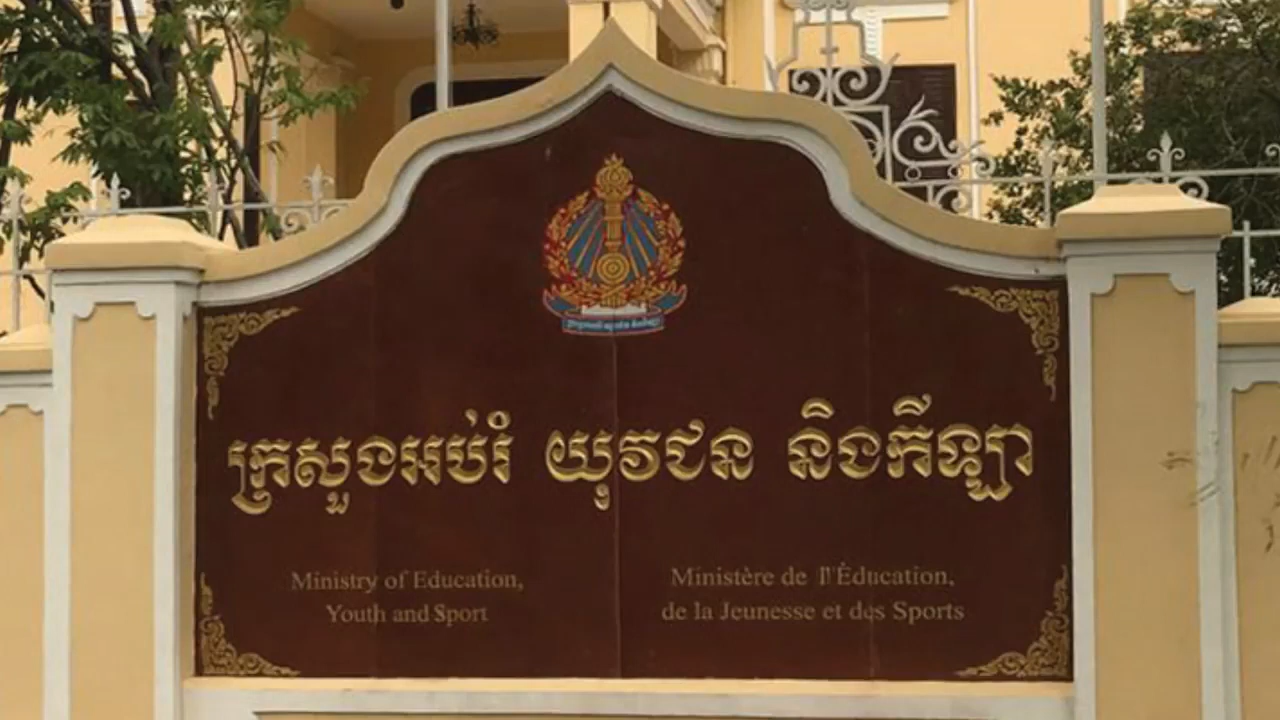 ក្រសួងអប់រំ យុវជន និងកីឡា
Ministry of Education,
Youth and Sport
Ministère de l'Éducation,
de la Jeunesse et des Sports